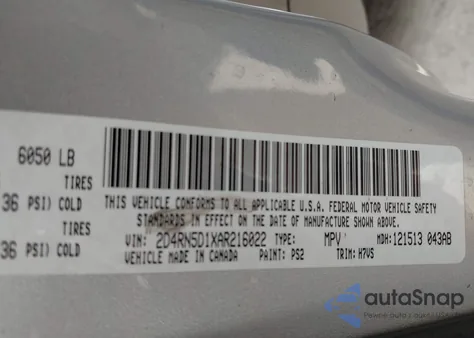 6050 LB
TIRES
36 PSI) COLD
THIS VEHICLE CONFORMS TO ALL APPLICABLE U.S.A. FEDERAL MOTOR VEHICLE SAFETY
TIRES
STANDARDS IN EFFECT ON THE DATE OF MANUFACTURE SHOWN ABOVE.
36 PSI) COLD
VIN: 2D4RN5D1XAR216022 TYPE: MPV MDH: 121513 043AB
VEHICLE MADE IN CANADA PAINT: PS2 TRIM: H7VS
autoSnap